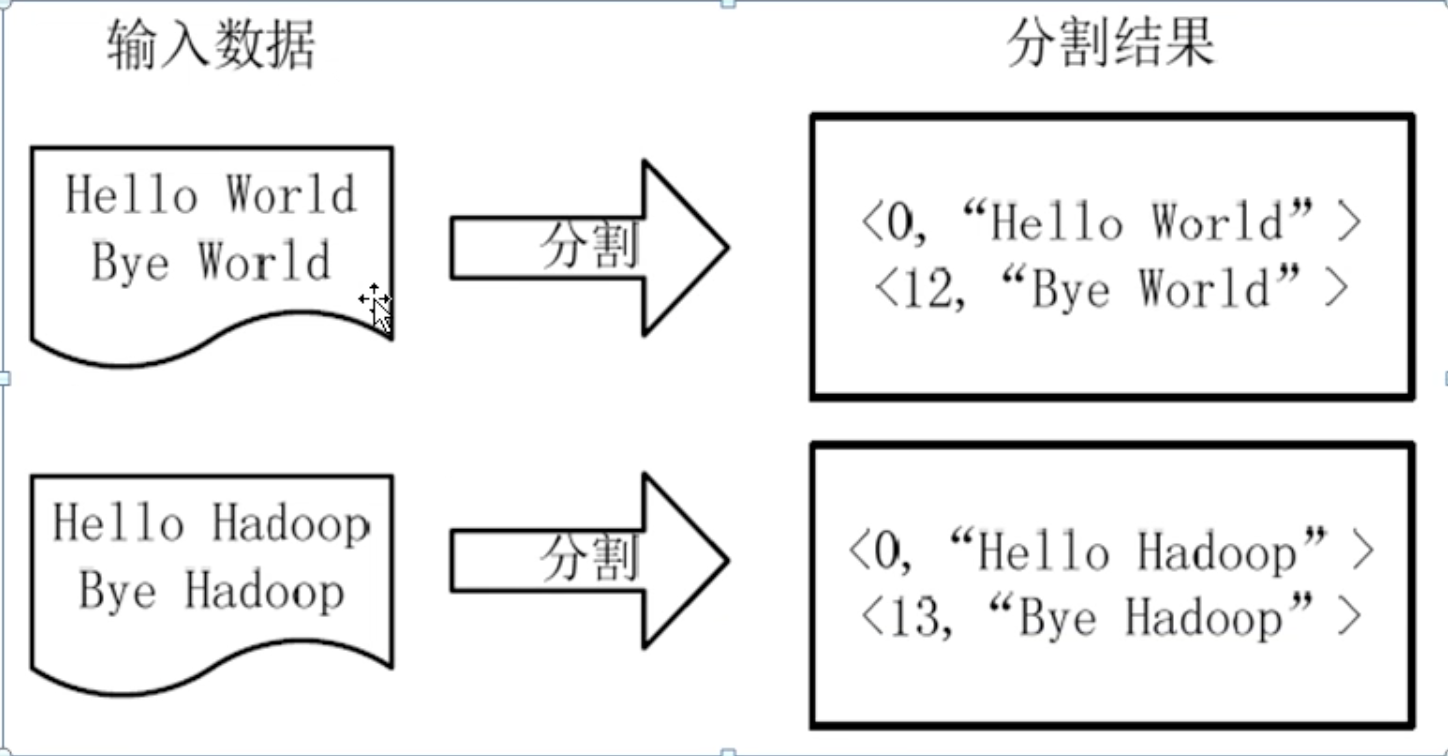 输入数据
分割结果
Hello World
Bye World
分割
<0, “Hello World” >
<12, “Bye World” >
Hello Hadoop
Bye Hadoop
分割
<0, “Hello Hadoop” >
<13, “Bye Hadoop” >